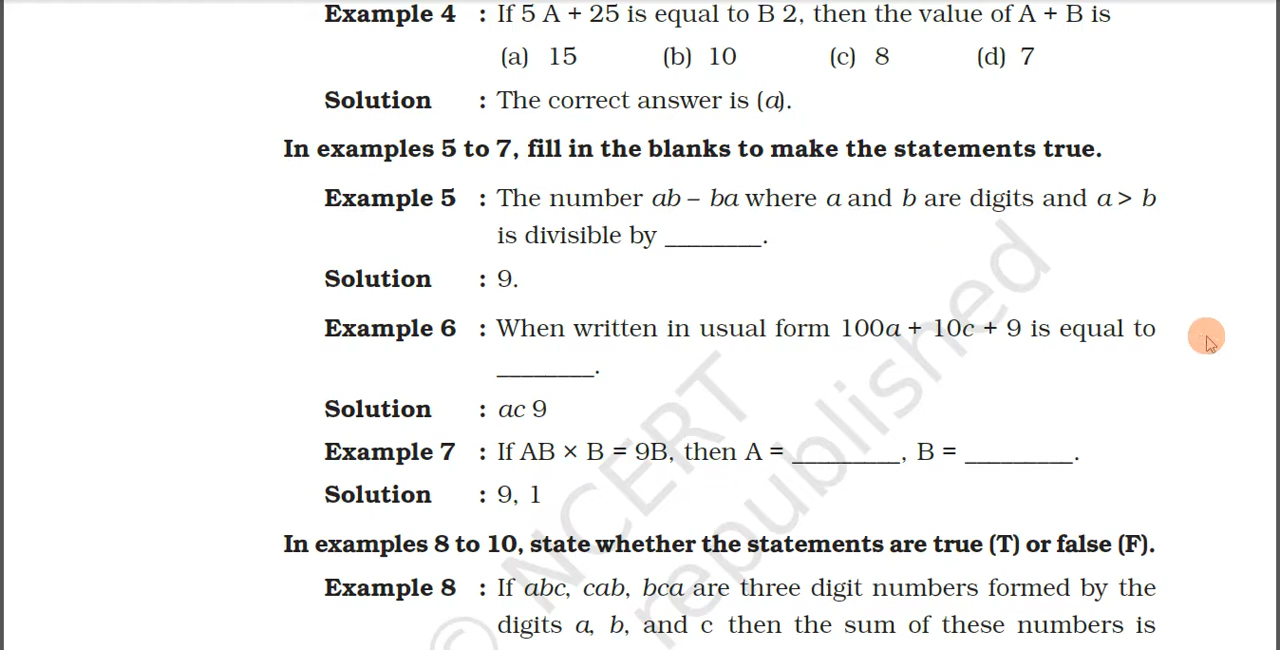 Example 4 : If 5 A + 25 is equal to B 2, then the value of A + B is
(a) 15 (b) 10 (c) 8 (d) 7
Solution : The correct answer is (a).
In examples 5 to 7, fill in the blanks to make the statements true.
Example 5 : The number ab – ba where a and b are digits and a > b
is divisible by ________.
Solution : 9.
Example 6 : When written in usual form 100a + 10c + 9 is equal to
________.
Solution : ac 9
Example 7 : If AB × B = 9B, then A = _________, B = _________.
Solution : 9, 1
In examples 8 to 10, state whether the statements are true (T) or false (F).
Example 8 : If abc, cab, bca are three digit numbers formed by the
digits a, b, and c then the sum of these numbers is
© NCERT
republished